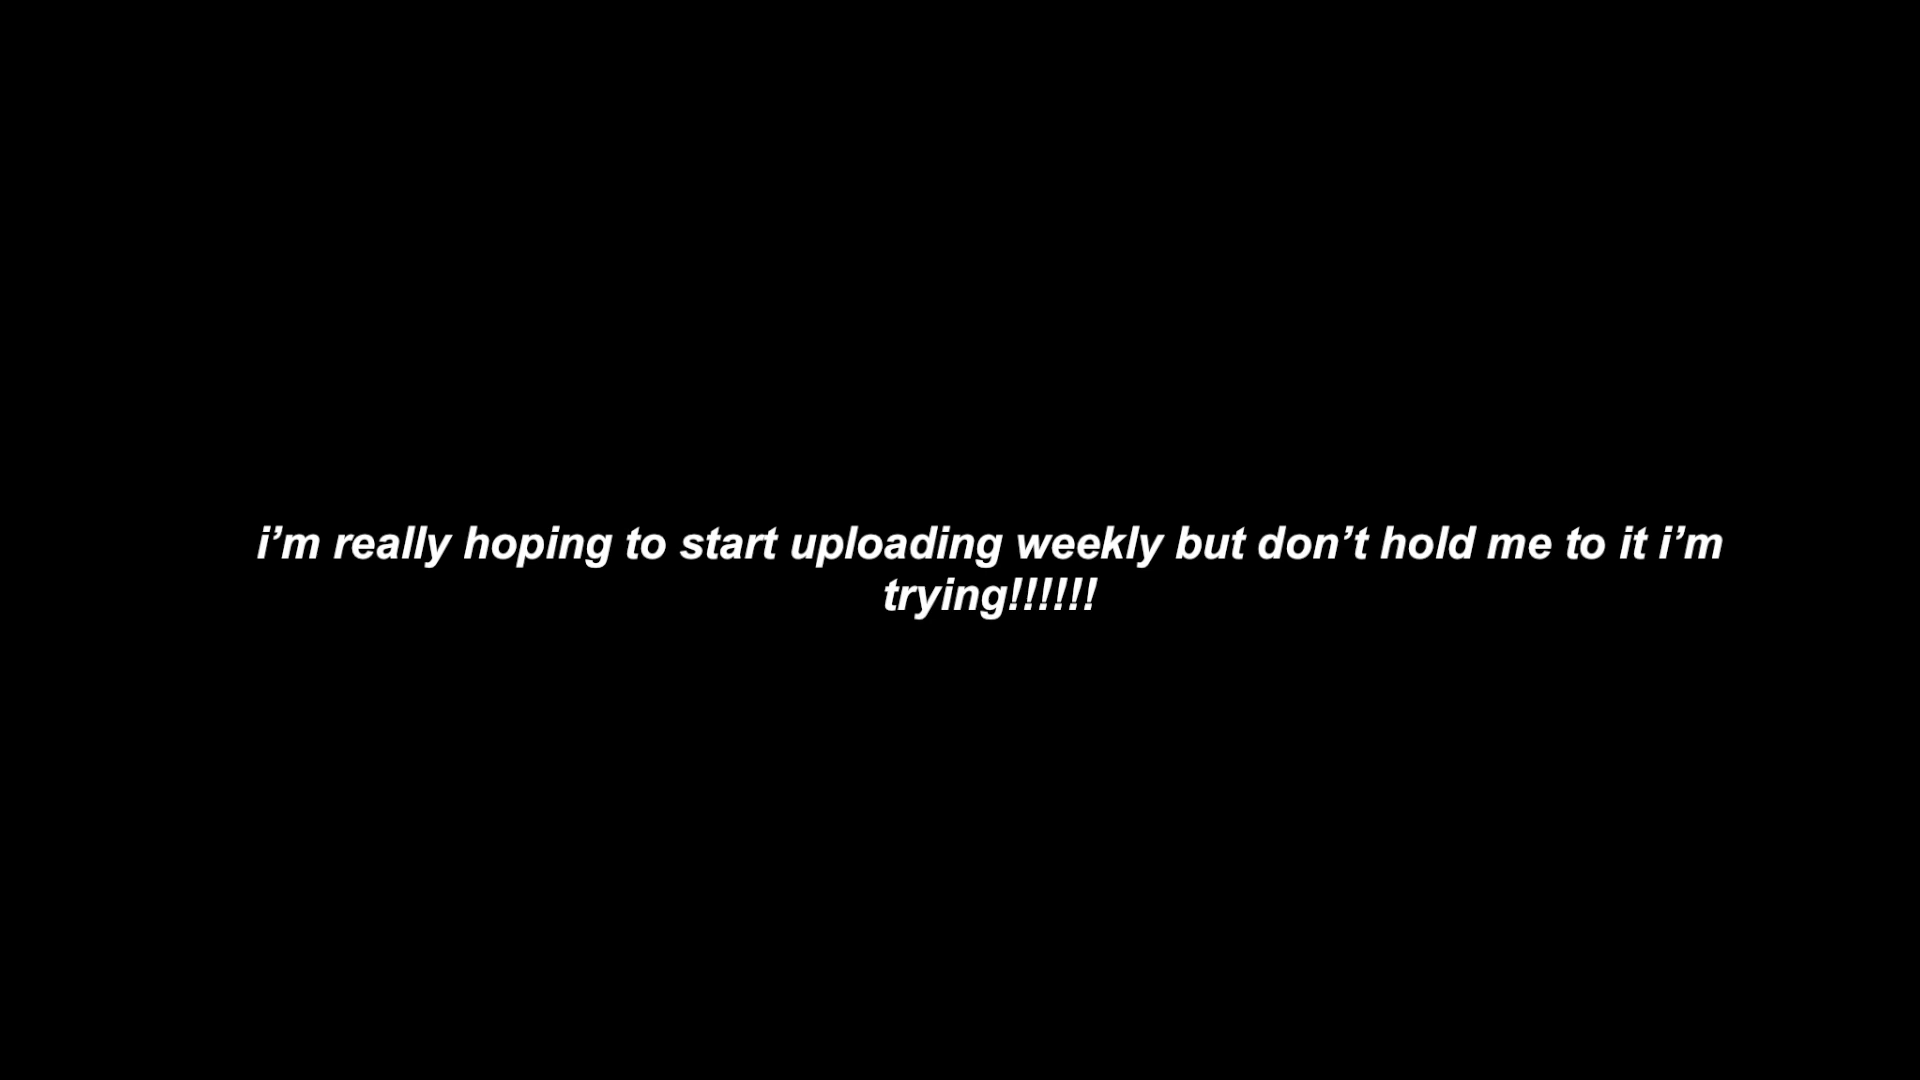 i’m really hoping to start uploading weekly but don’t hold me to it i’m
trying!!!!!!